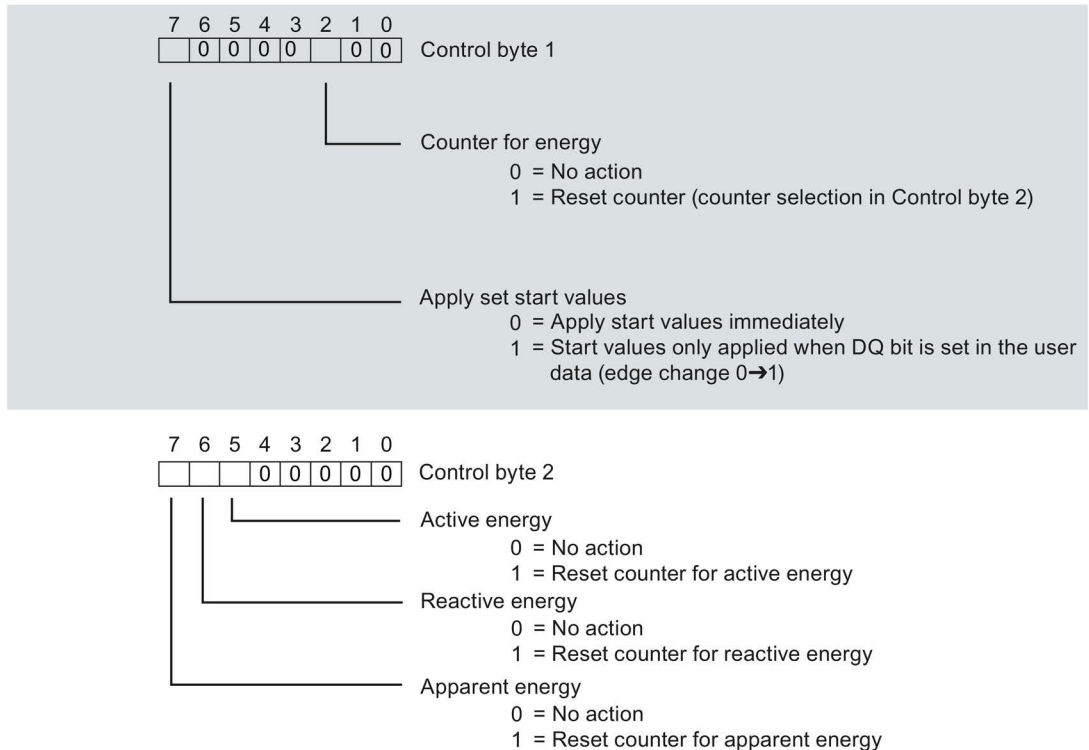 7 6 5 4 3 2 1 0
0 0 0 0 0 0 Control byte 1
Counter for energy
0 = No action
1 = Reset counter (counter selection in Control byte 2)
Apply set start values
0 = Apply start values immediately
1 = Start values only applied when DQ bit is set in the user
data (edge change 0➔1)
7 6 5 4 3 2 1 0
0 0 0 0 0 Control byte 2
Active energy
0 = No action
1 = Reset counter for active energy
Reactive energy
0 = No action
1 = Reset counter for reactive energy
Apparent energy
0 = No action
1 = Reset counter for apparent energy